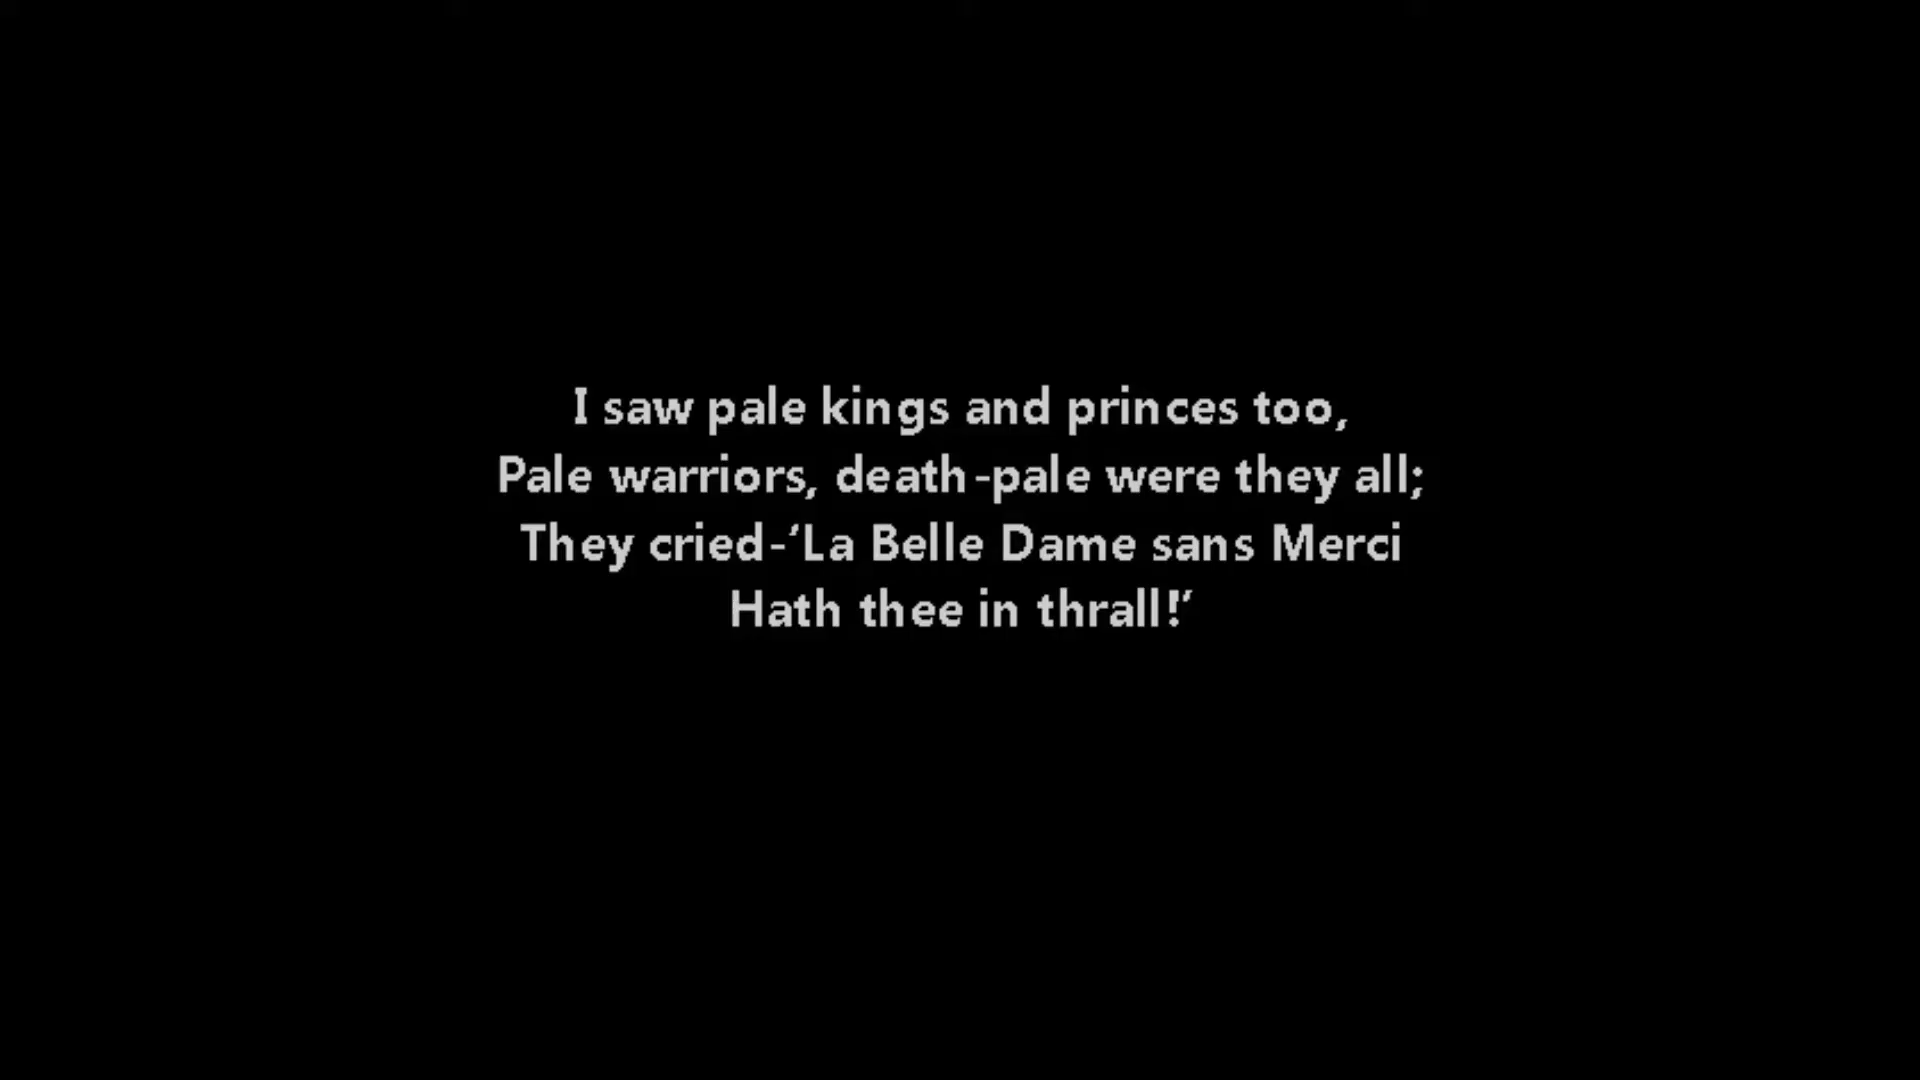 I saw pale kings and princes too,
Pale warriors, death-pale were they all;
They cried-‘La Belle Dame sans Merci
Hath thee in thrall!’